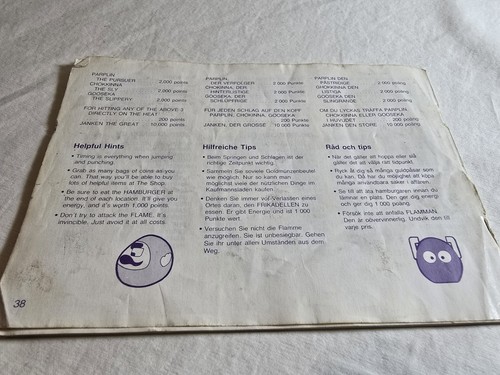 PARPLIN
THE PURSUER 2,000 points
CHOKKINNA
THE SLY 2,000 points
GOOSEKA
THE SLIPPERY 2,000 points
FOR HITTING ANY OF THE ABOVE 3
DIRECTLY ON THE HEAT
200 points
JANKEN THE GREAT 10,000 points
Helpful Hints
• Timing is everything when jumping
and punching.
• Grab as many bags of coins as you
can. That way you'll be able to buy
lots of helpful items at The Shop.
• Be sure to eat the HAMBURGER at
the end of each location. It'll give you
energy, and it's worth 1,000 points.
• Don't try to attack the FLAME. It's
invincible. Just avoid it at all costs.
PARPLIN,
DER VERFOLGER 2 000 Punkte
CHOKINNA, DER
HINTERLISTIGE 2 000 Punkte
GOSEKA, DER
SCHLÜPFRIGE 2 000 Punkte
FÜR JEDEN SCHLAG AUF DEN KOPF
PARPLIN, CHOKINNA, GOOSEKA
200 Punkte
JANKEN, DER GROSSE 10 000 Punkte
Hilfreiche Tips
• Beim Springen und Schlagen ist der
richtige Zeitpunkt wichtig.
• Sammeln Sie soviele Goldmünzenbeutel
wie möglich. Nur so kann man
möglichst viele der nützlichen Dinge im
Kaufmannsladen kaufen
• Denken Sie immer vor Verlassen eines
Ortes daran, den FRIKADELLEN zu
essen. Er gibt Energie und ist 1 000
Punkte wert.
• Versuchen Sie nicht die Flamme
anzugreifen. Sie ist unbesiegbar. Gehen
Sie ihr unter allen Umständen aus dem
Weg.
PARPLIN DEN
2 000 poäng
CHOKKINNA DEN
LISTIGA 2 000 poäng
GOOSEKA DEN
SLINGRANDE 2 000 poäng
OM DU LYCKAS TRÄFFA PARPLIN,
CHOKKINA ELLER GOOSEKA
I HUVUDET 200 poäng
JANKEN DEN STORE 10 000 poäng
Råd och tips
• När det gäller att hoppa eller slå
gäller det att välja rätt tidpunkt.
• Ryck åt dig så många guldpåsar som
du kan. Då har du möjlighet att köpa
många användbara saker i affären.
• Se till att äta hamburgaren innan du
lämnar en plats. Den ger dig energi
och ger dig 1 000 poäng.
• Försök inte att anfalla FLAMMAN.
Den är oövervinnerlig. Undvik den till
varje pris.
38